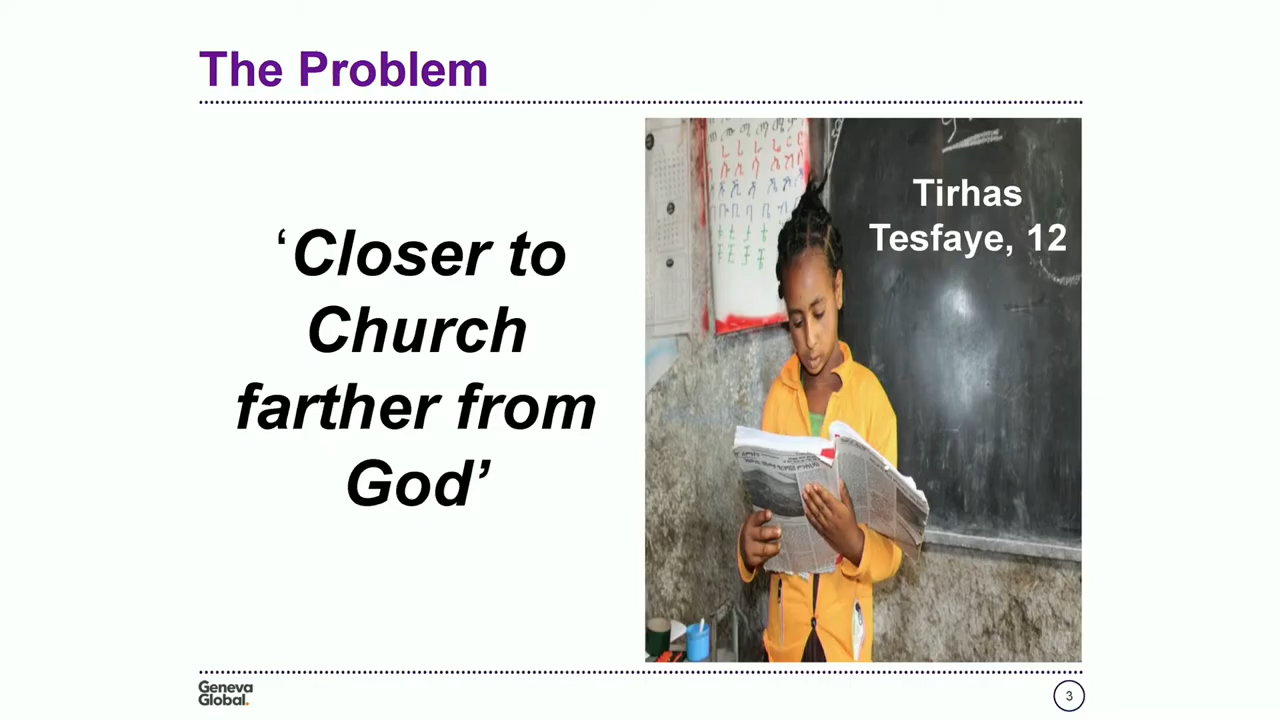 The Problem
‘Closer to
Church
farther from
God’
Tirhas
Tesfaye, 12
Geneva
Global.
3